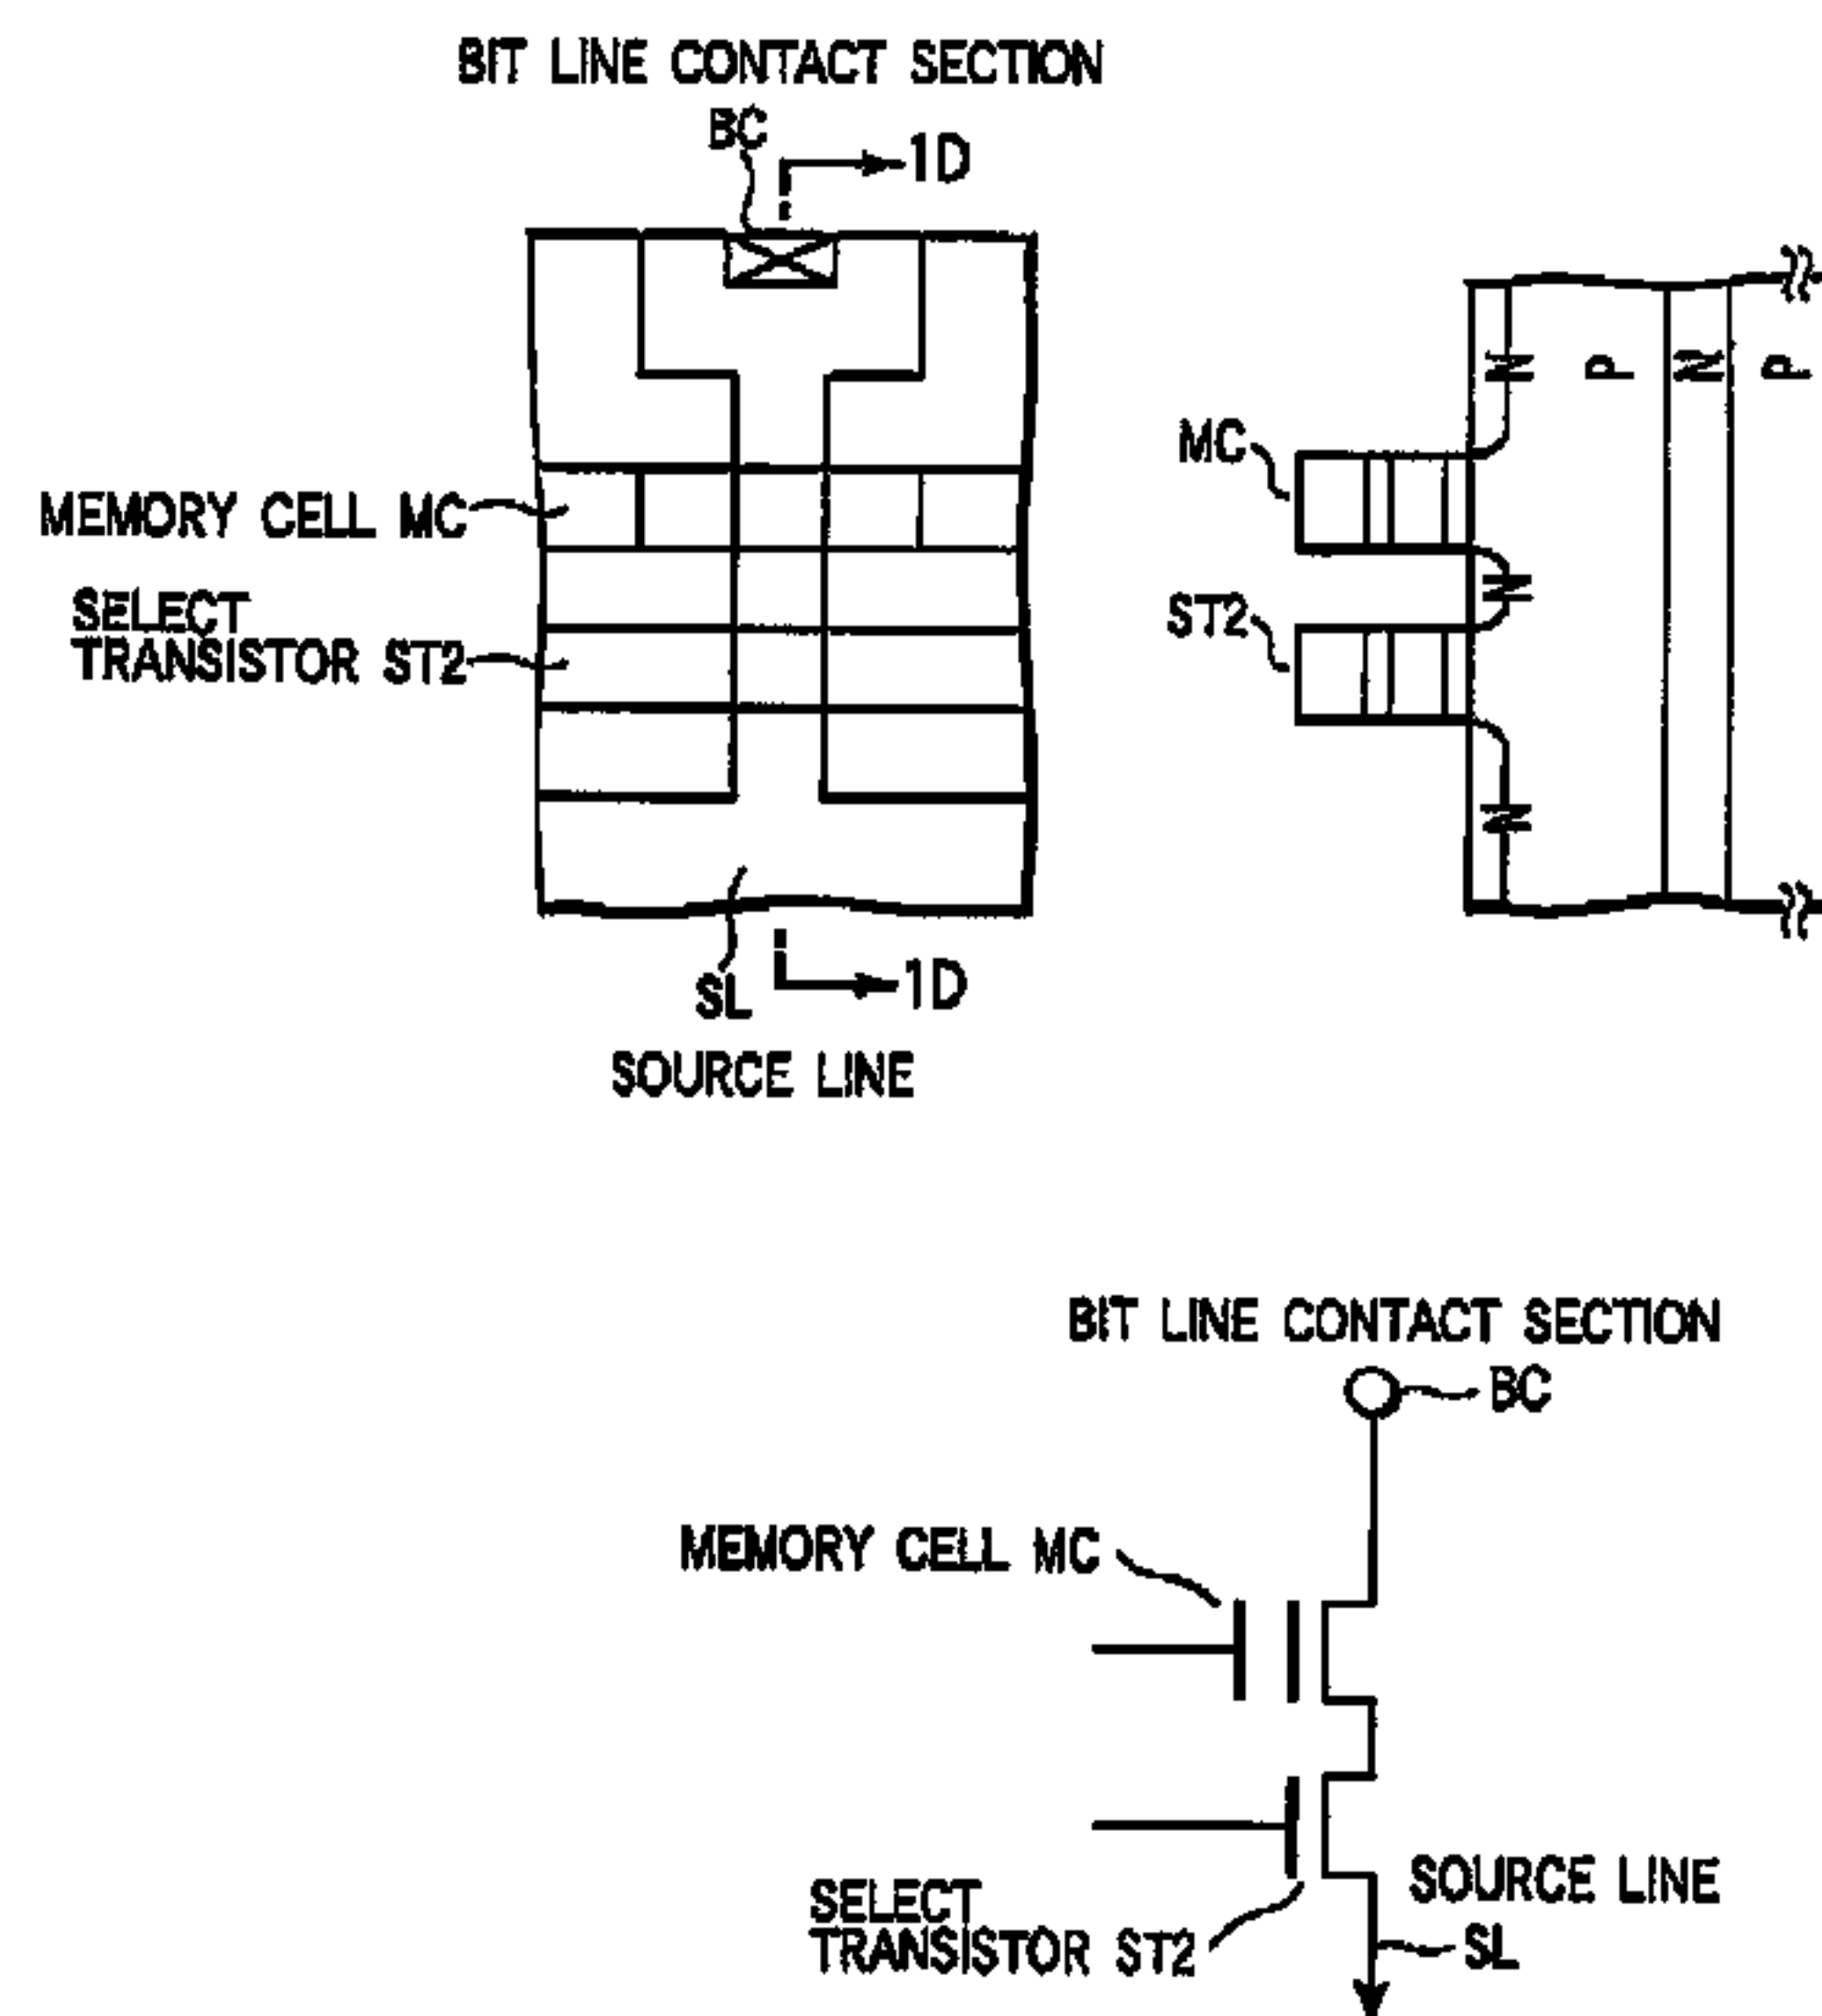 BIT LINE CONTACT SECTION
BC
1D
MEMORY CELL MC
SELECT
TRANSISTOR ST2
SL
1D
SOURCE LINE
N P N P
MC
N
ST2
N
BIT LINE CONTACT SECTION
BC
MEMORY CELL MC
SELECT
TRANSISTOR ST2
SOURCE LINE
SL